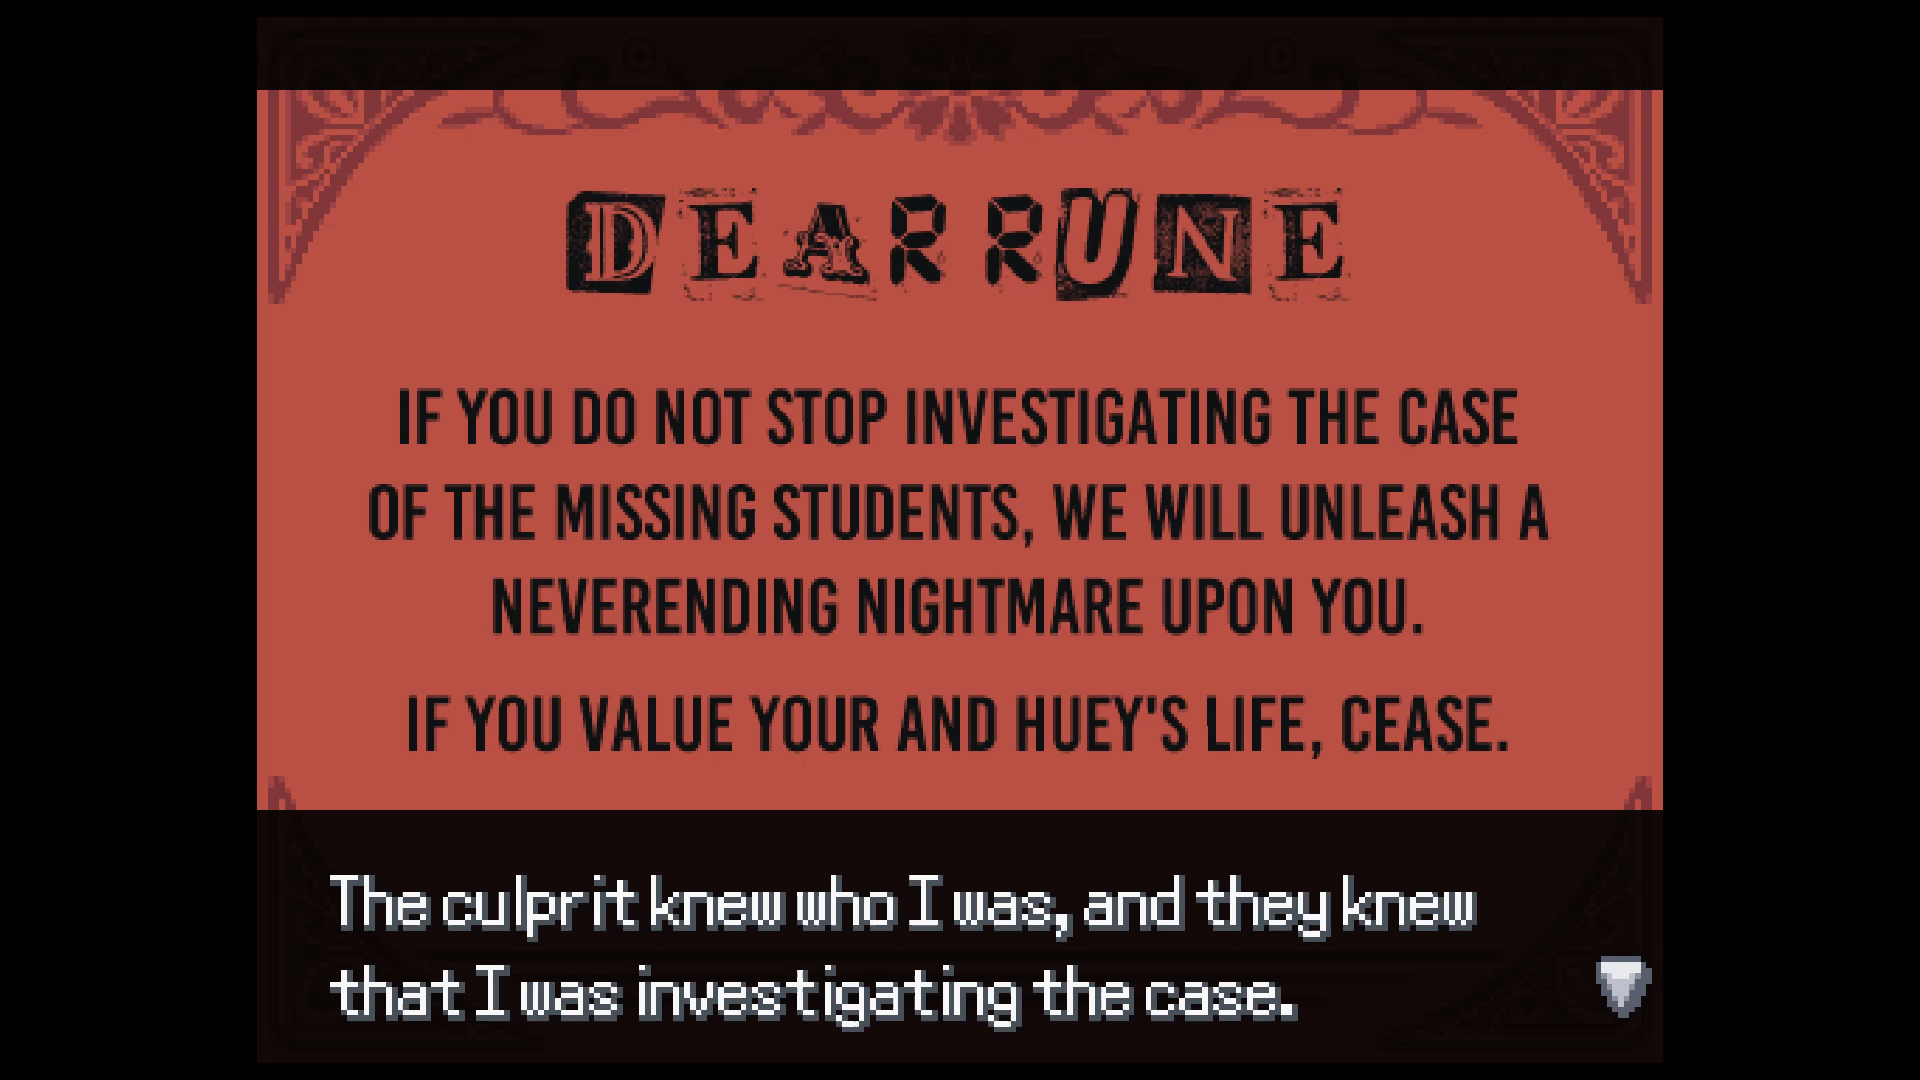 DEAR RUNE
IF YOU DO NOT STOP INVESTIGATING THE CASE
OF THE MISSING STUDENTS, WE WILL UNLEASH A
NEVERENDING NIGHTMARE UPON YOU.
IF YOU VALUE YOUR AND HUEY'S LIFE, CEASE.
The culprit knew who I was, and they knew
that I was investigating the case.